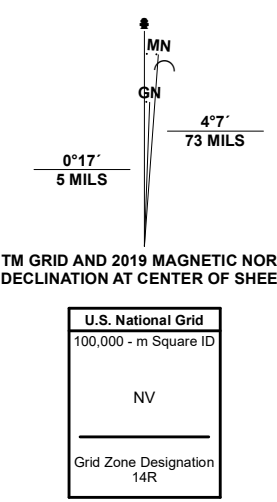 MN
GN
4°7´
73 MILS
0°17´
5 MILS
TM GRID AND 2019 MAGNETIC NOR
DECLINATION AT CENTER OF SHEE
U.S. National Grid
100,000 - m Square ID
NV
Grid Zone Designation
14R